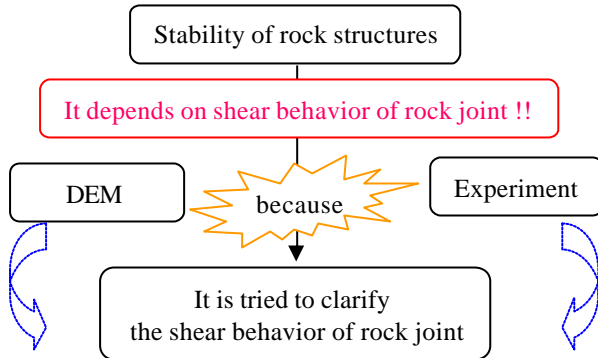 Stability of rock structures
It depends on shear behavior of rock joint !!
DEM
because
Experiment
It is tried to clarify
the shear behavior of rock joint